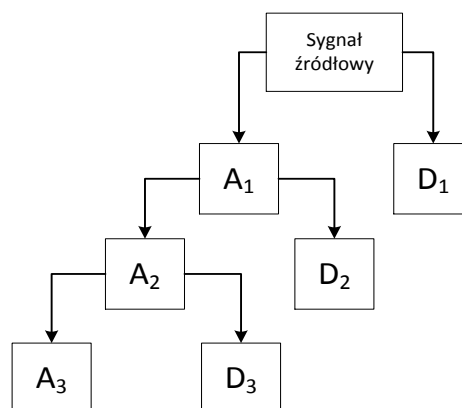 Sygnał
źródłowy
A₁
D₁
A₂
D₂
A₃
D₃